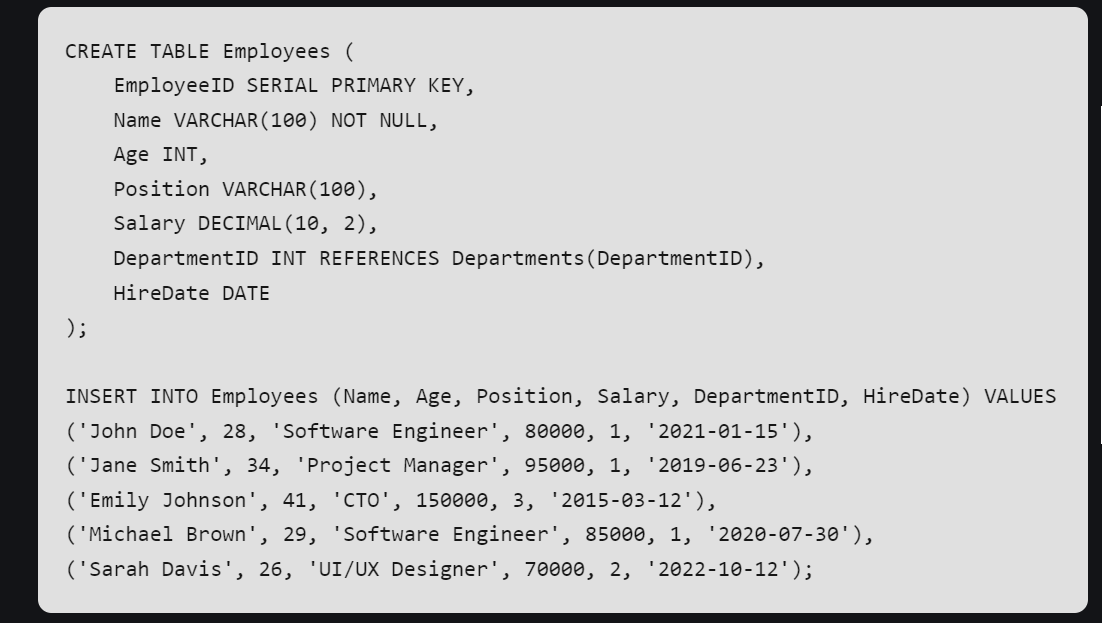 CREATE TABLE Employees (
    EmployeeID SERIAL PRIMARY KEY,
    Name VARCHAR(100) NOT NULL,
    Age INT,
    Position VARCHAR(100),
    Salary DECIMAL(10, 2),
    DepartmentID INT REFERENCES Departments(DepartmentID),
    HireDate DATE
);

INSERT INTO Employees (Name, Age, Position, Salary, DepartmentID, HireDate) VALUES
('John Doe', 28, 'Software Engineer', 80000, 1, '2021-01-15'),
('Jane Smith', 34, 'Project Manager', 95000, 1, '2019-06-23'),
('Emily Johnson', 41, 'CTO', 150000, 3, '2015-03-12'),
('Michael Brown', 29, 'Software Engineer', 85000, 1, '2020-07-30'),
('Sarah Davis', 26, 'UI/UX Designer', 70000, 2, '2022-10-12');